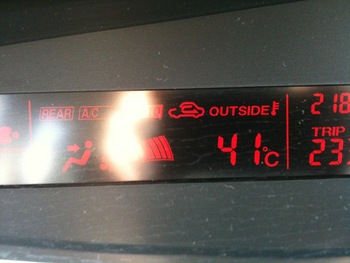 REAR A.C OUTSIDE 218
TRIP
41°C 23